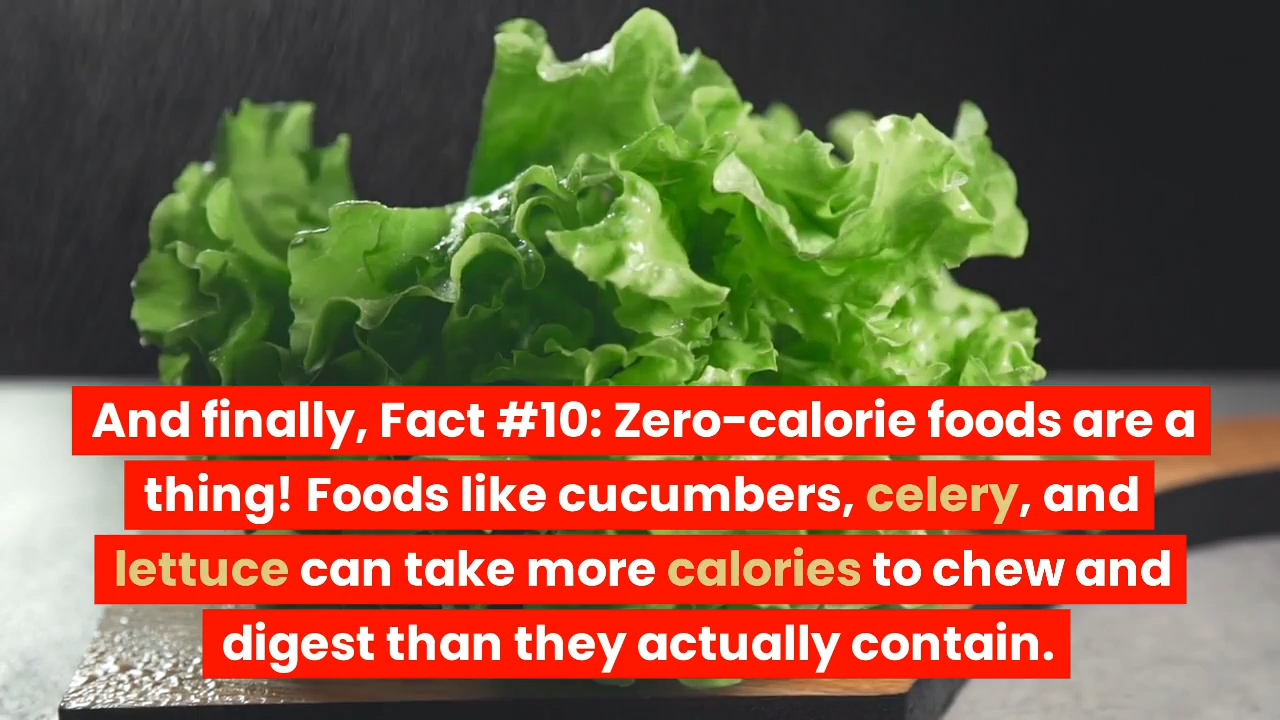 And finally, Fact #10: Zero-calorie foods are a
thing! Foods like cucumbers, celery, and
lettuce can take more calories to chew and
digest than they actually contain.